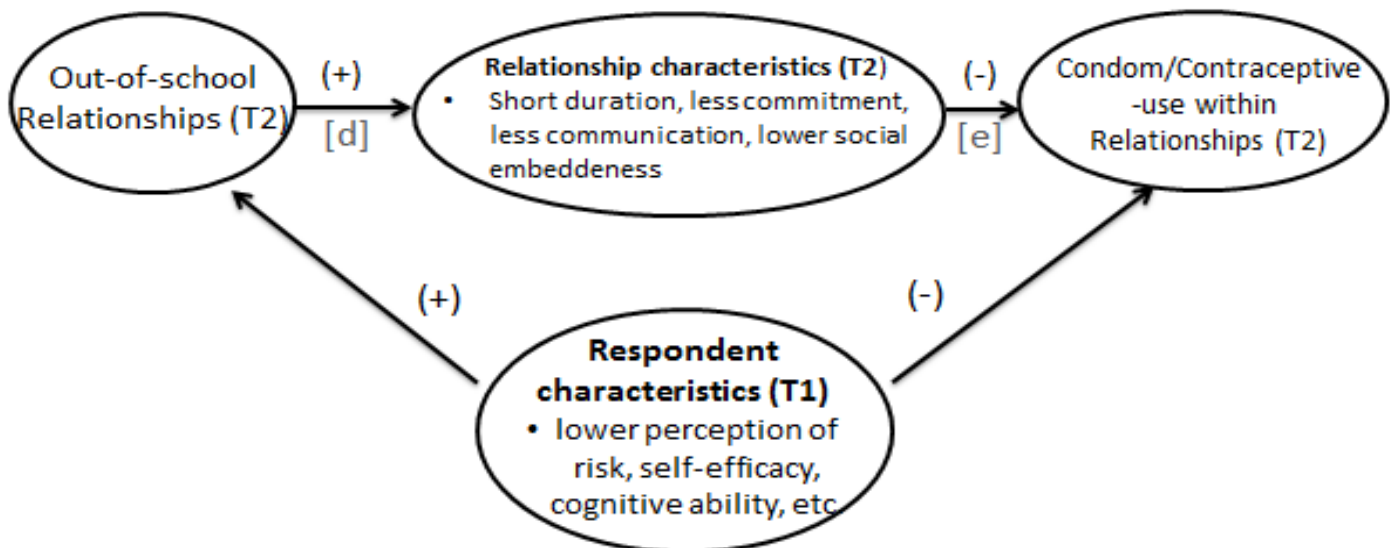 Out-of-school
Relationships (T2)
(+)
[d]
Relationship characteristics (T2)
• Short duration, less commitment,
less communication, lower social
embeddeness
(-)
[e]
Condom/Contraceptive
-use within
Relationships (T2)
(+)
(-)
Respondent
characteristics (T1)
• lower perception of
risk, self-efficacy,
cognitive ability, etc